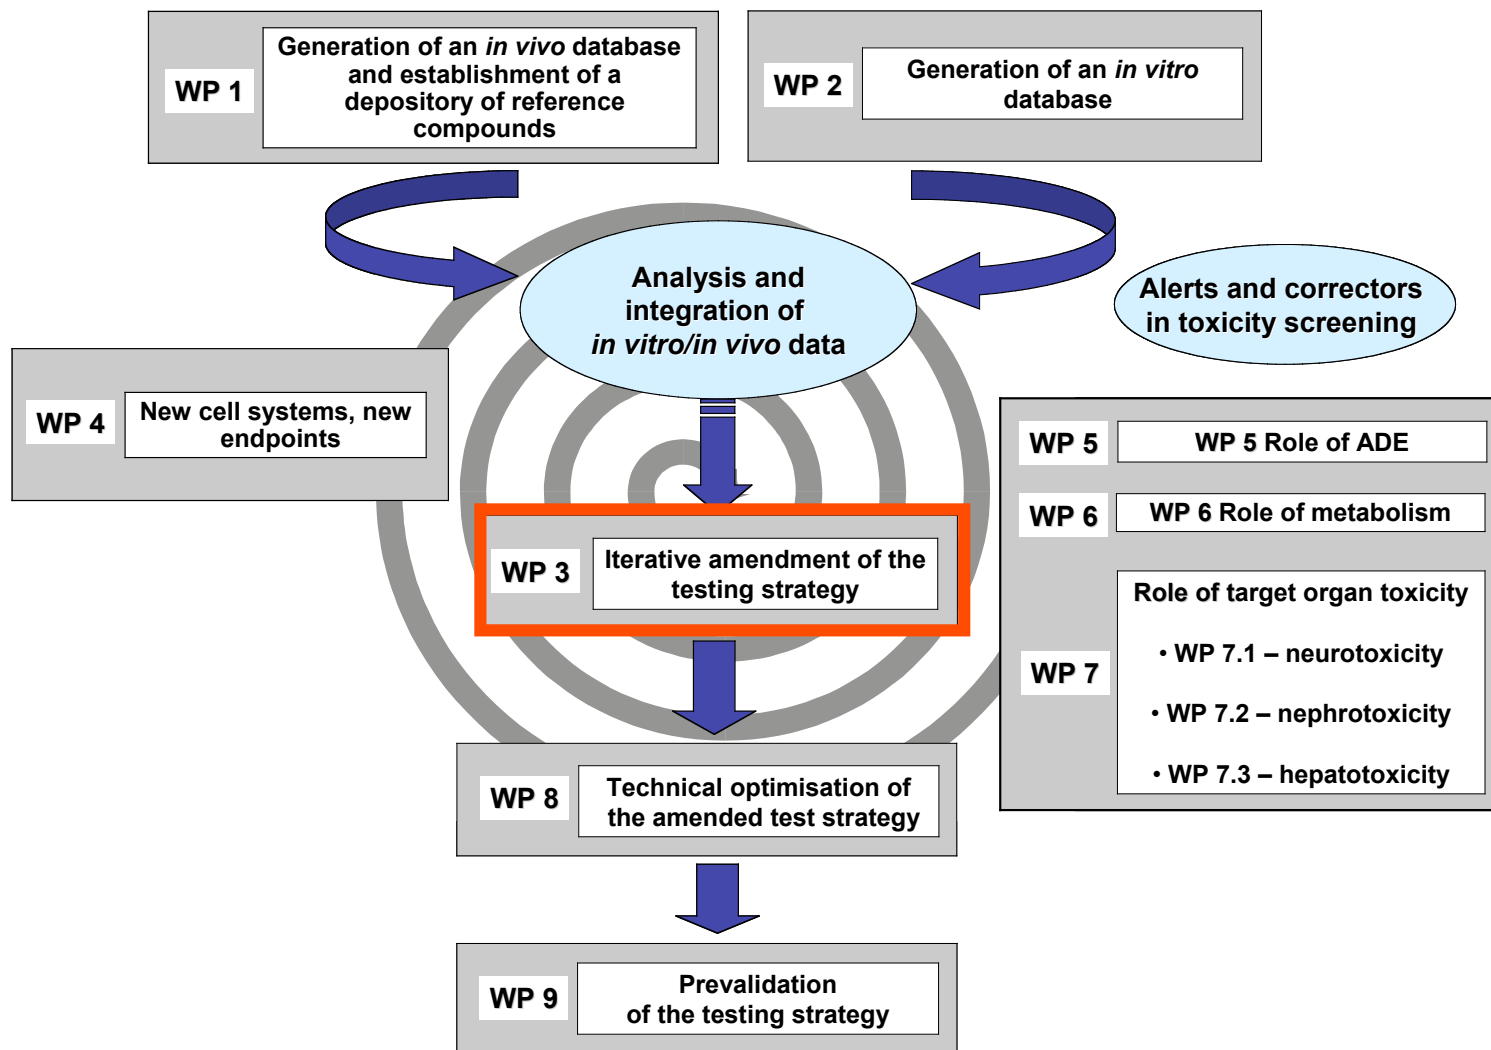 WP 1
Generation of an in vivo database
and establishment of a
depository of reference
compounds
WP 2
Generation of an in vitro
database
Analysis and
integration of
in vitro/in vivo data
Alerts and correctors
in toxicity screening
WP 4
New cell systems, new
endpoints
WP 5
WP 5 Role of ADE
WP 6
WP 6 Role of metabolism
WP 7
Role of target organ toxicity
• WP 7.1 – neurotoxicity
• WP 7.2 – nephrotoxicity
• WP 7.3 – hepatotoxicity
WP 3
Iterative amendment of the
testing strategy
WP 8
Technical optimisation of
the amended test strategy
WP 9
Prevalidation
of the testing strategy